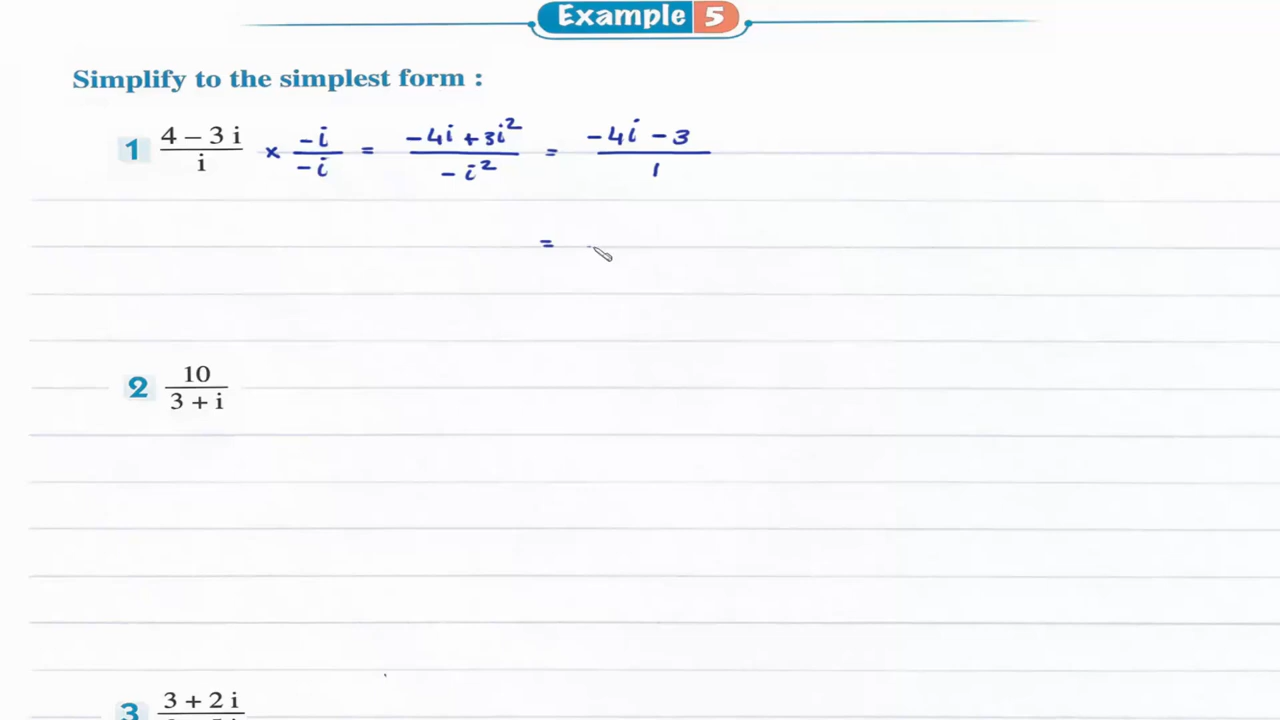 Example 5
Simplify to the simplest form :
1 (4 – 3 i)/i × (-i)/(-i) = (-4i + 3i²)/(-i²) = (-4i - 3)/1
=
2 10/(3 + i)
3 3 + 2 i